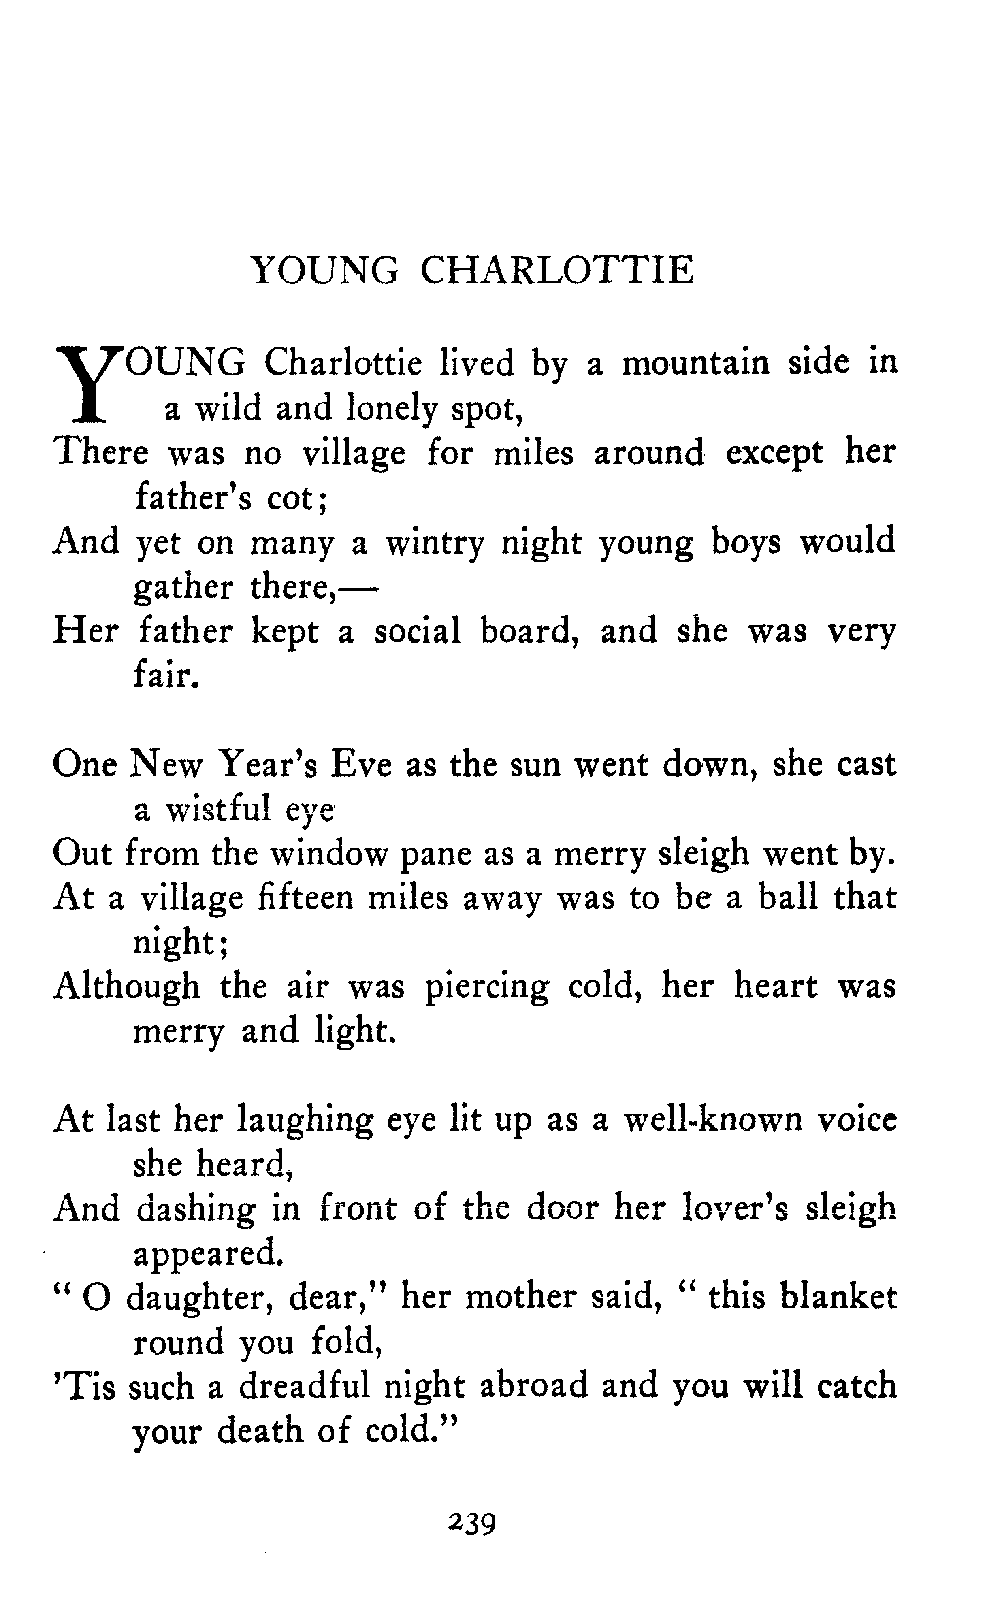 YOUNG CHARLOTTIE
YOUNG Charlottie lived by a mountain side in
a wild and lonely spot,
There was no village for miles around except her
father's cot;
And yet on many a wintry night young boys would
gather there,—
Her father kept a social board, and she was very
fair.
One New Year's Eve as the sun went down, she cast
a wistful eye
Out from the window pane as a merry sleigh went by.
At a village fifteen miles away was to be a ball that
night;
Although the air was piercing cold, her heart was
merry and light.
At last her laughing eye lit up as a well-known voice
she heard,
And dashing in front of the door her lover's sleigh
appeared.
" O daughter, dear," her mother said, " this blanket
round you fold,
'Tis such a dreadful night abroad and you will catch
your death of cold."
239